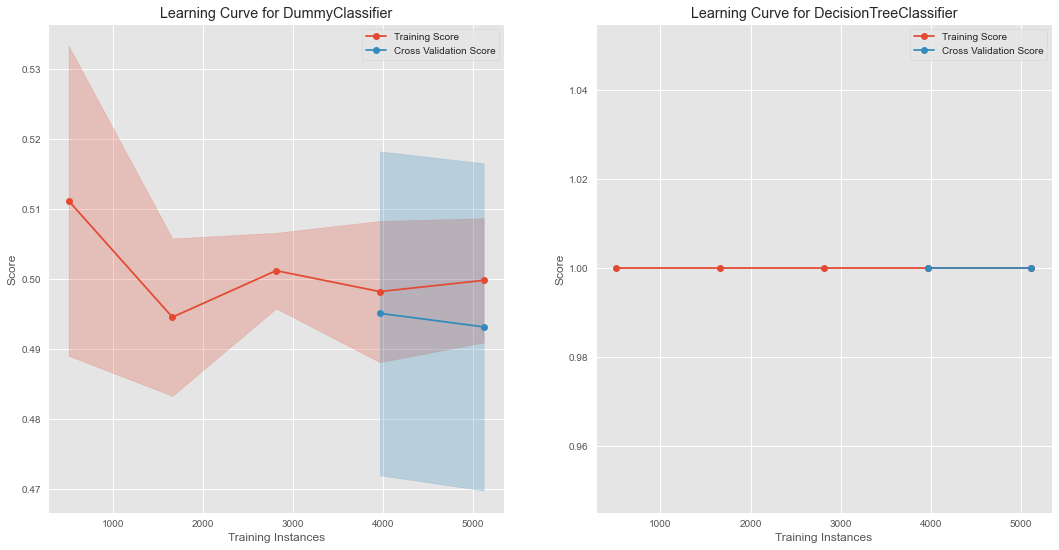 Learning Curve for DummyClassifier
Training Score
Cross Validation Score
0.53
0.52
0.51
0.50
0.49
0.48
0.47
Score
1000 2000 3000 4000 5000
Training Instances
Learning Curve for DecisionTreeClassifier
Training Score
Cross Validation Score
1.04
1.02
1.00
0.98
0.96
Score
1000 2000 3000 4000 5000
Training Instances